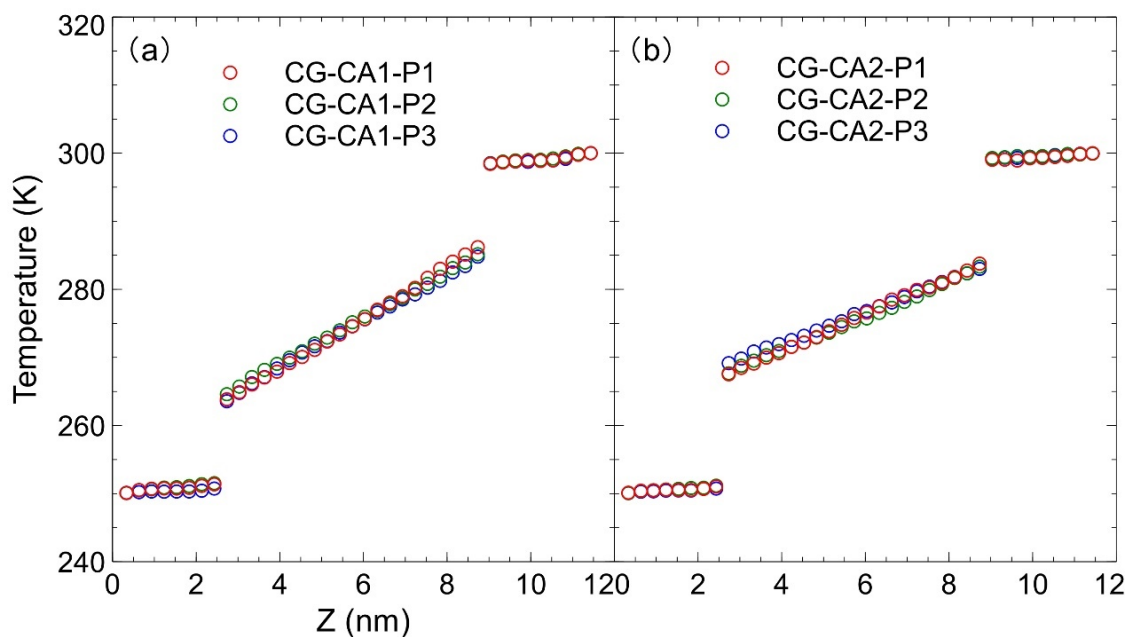 320
(a)
CG-CA1-P1
CG-CA1-P2
CG-CA1-P3
(b)
CG-CA2-P1
CG-CA2-P2
CG-CA2-P3
300
280
260
240
Temperature (K)
0 2 4 6 8 10 12
0 2 4 6 8 10 12
Z (nm)